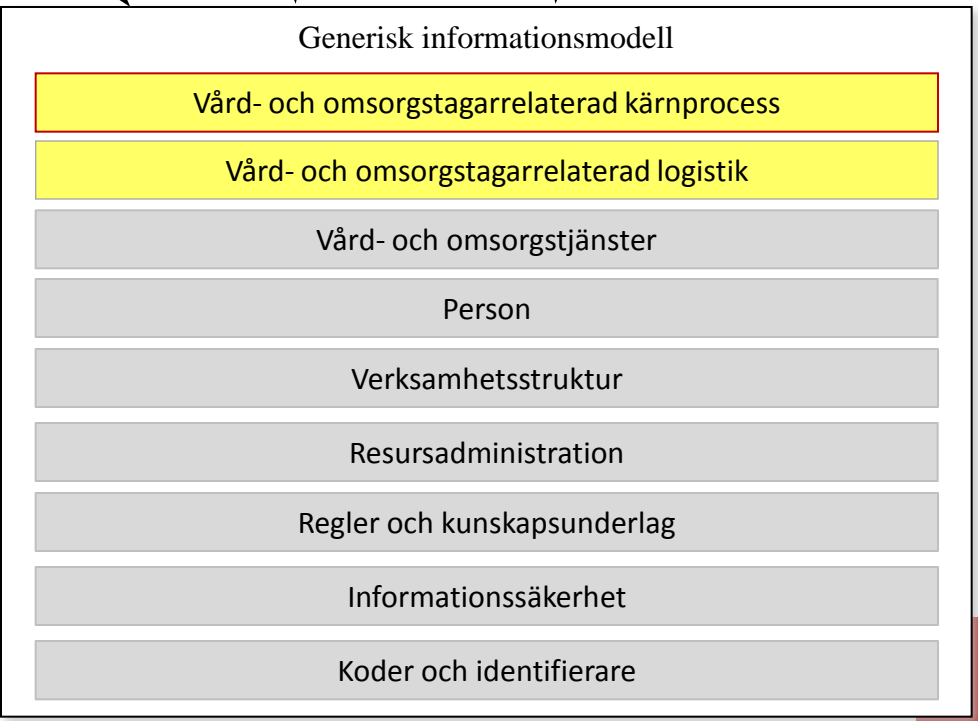 Generisk informationsmodell
Vård- och omsorgstagarrelaterad kärnprocess
Vård- och omsorgstagarrelaterad logistik
Vård- och omsorgstjänster
Person
Verksamhetsstruktur
Resursadministration
Regler och kunskapsunderlag
Informationssäkerhet
Koder och identifierare